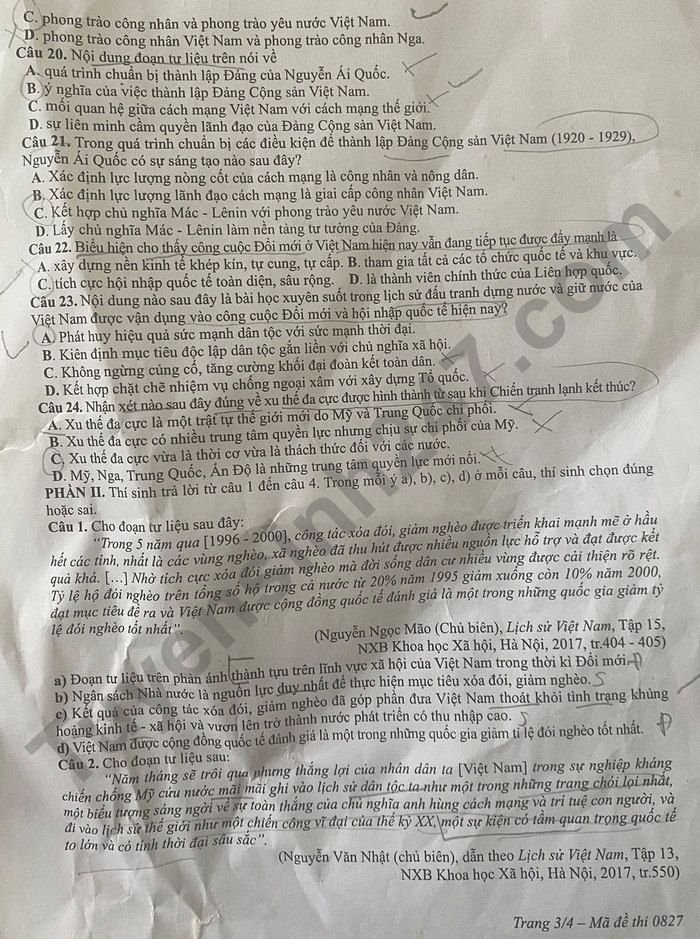 C. phong trào công nhân và phong trào yêu nước Việt Nam.
D. phong trào công nhân Việt Nam và phong trào công nhân Nga.
Câu 20. Nội dung đoạn tư liệu trên nói về
A. quá trình chuẩn bị thành lập Đảng của Nguyễn Ái Quốc.
B. ý nghĩa của việc thành lập Đảng Cộng sản Việt Nam.
C. mối quan hệ giữa cách mạng Việt Nam với cách mạng thế giới.
D. sự liên minh cầm quyền lãnh đạo của Đảng Cộng sản Việt Nam.
Câu 21. Trong quá trình chuẩn bị các điều kiện để thành lập Đảng Cộng sản Việt Nam (1920 - 1929),
Nguyễn Ái Quốc có sự sáng tạo nào sau đây?
A. Xác định lực lượng nòng cốt của cách mạng là công nhân và nông dân.
B. Xác định lực lượng lãnh đạo cách mạng là giai cấp công nhân Việt Nam.
C. Kết hợp chủ nghĩa Mác - Lênin với phong trào yêu nước Việt Nam.
D. Lấy chủ nghĩa Mác - Lênin làm nền tảng tư tưởng của Đảng.
Câu 22. Biểu hiện cho thấy công cuộc Đổi mới ở Việt Nam hiện nay vẫn đang tiếp tục được đẩy mạnh là
A. xây dựng nền kinh tế khép kín, tự cung, tự cấp. B. tham gia tất cả các tổ chức quốc tế và khu vực.
C. tích cực hội nhập quốc tế toàn diện, sâu rộng. D. là thành viên chính thức của Liên hợp quốc.
Câu 23. Nội dung nào sau đây là bài học xuyên suốt trong lịch sử đấu tranh dựng nước và giữ nước của
Việt Nam được vận dụng vào công cuộc Đổi mới và hội nhập quốc tế hiện nay?
A. Phát huy hiệu quả sức mạnh dân tộc với sức mạnh thời đại.
B. Kiên định mục tiêu độc lập dân tộc gắn liền với chủ nghĩa xã hội.
C. Không ngừng củng cố, tăng cường khối đại đoàn kết toàn dân.
D. Kết hợp chặt chẽ nhiệm vụ chống ngoại xâm với xây dựng Tổ quốc.
Câu 24. Nhận xét nào sau đây đúng về xu thế đa cực được hình thành từ sau khi Chiến tranh lạnh kết thúc?
A. Xu thế đa cực là một trật tự thế giới mới do Mỹ và Trung Quốc chi phối.
B. Xu thế đa cực có nhiều trung tâm quyền lực nhưng chịu sự chi phối của Mỹ.
C. Xu thế đa cực vừa là thời cơ vừa là thách thức đối với các nước.
D. Mỹ, Nga, Trung Quốc, Ấn Độ là những trung tâm quyền lực mới nổi.
PHẦN II. Thí sinh trả lời từ câu 1 đến câu 4. Trong mỗi ý a), b), c), d) ở mỗi câu, thí sinh chọn đúng
hoặc sai.
Câu 1. Cho đoạn tư liệu sau đây:
“Trong 5 năm qua [1996 - 2000], công tác xóa đói, giảm nghèo được triển khai mạnh mẽ ở hầu
hết các tỉnh, nhất là các vùng nghèo, xã nghèo đã thu hút được nhiều nguồn lực hỗ trợ và đạt được kết
quả khá. [...] Nhờ tích cực xóa đói giảm nghèo mà đời sống dân cư nhiều vùng được cải thiện rõ rệt.
Tỷ lệ hộ đói nghèo trên tổng số hộ trong cả nước từ 20% năm 1995 giảm xuống còn 10% năm 2000,
đạt mục tiêu đề ra và Việt Nam được cộng đồng quốc tế đánh giá là một trong những quốc gia giảm tỷ
lệ đói nghèo tốt nhất”.
(Nguyễn Ngọc Mão (Chủ biên), Lịch sử Việt Nam, Tập 15,
NXB Khoa học Xã hội, Hà Nội, 2017, tr.404 - 405)
a) Đoạn tư liệu trên phản ánh thành tựu trên lĩnh vực xã hội của Việt Nam trong thời kì Đổi mới. Đ
b) Ngân sách Nhà nước là nguồn lực duy nhất để thực hiện mục tiêu xóa đói, giảm nghèo. S
c) Kết quả của công tác xóa đói, giảm nghèo đã góp phần đưa Việt Nam thoát khỏi tình trạng khủng
hoảng kinh tế - xã hội và vươn lên trở thành nước phát triển có thu nhập cao. S
d) Việt Nam được cộng đồng quốc tế đánh giá là một trong những quốc gia giảm tỉ lệ đói nghèo tốt nhất. Đ
Câu 2. Cho đoạn tư liệu sau:
“Năm tháng sẽ trôi qua nhưng thắng lợi của nhân dân ta [Việt Nam] trong sự nghiệp kháng
chiến chống Mỹ cứu nước mãi mãi ghi vào lịch sử dân tộc ta như một trong những trang chói lọi nhất,
một biểu tượng sáng ngời về sự toàn thắng của chủ nghĩa anh hùng cách mạng và trí tuệ con người, và
đi vào lịch sử thế giới như một chiến công vĩ đại của thế kỷ XX, một sự kiện có tầm quan trọng quốc tế
to lớn và có tính thời đại sâu sắc”.
(Nguyễn Văn Nhật (chủ biên), dẫn theo Lịch sử Việt Nam, Tập 13,
NXB Khoa học Xã hội, Hà Nội, 2017, tr.550)
Trang 3/4 – Mã đề thi 0827
Tuyensinh247.com